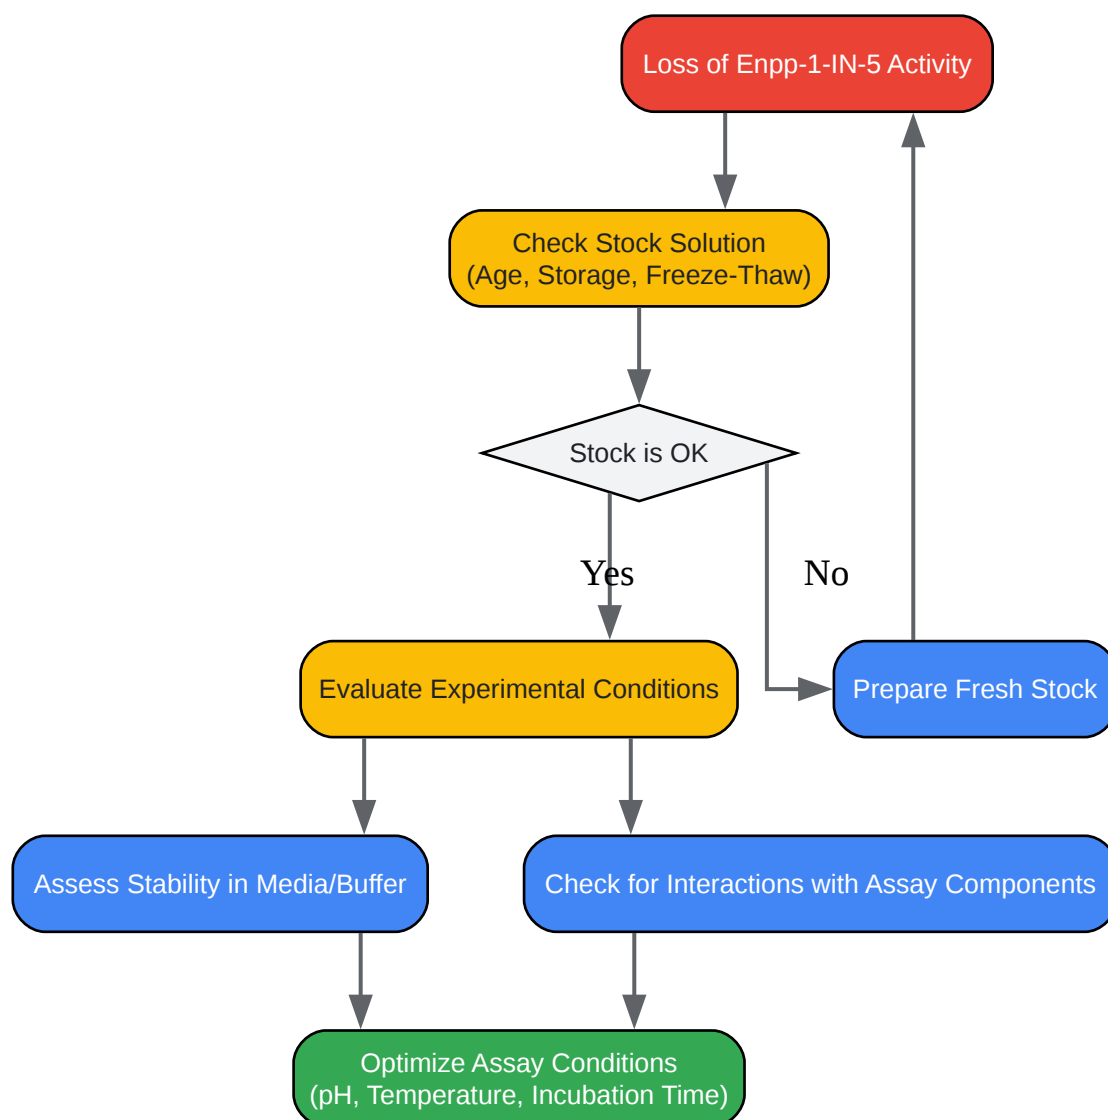 Loss of Enpp-1-IN-5 Activity
Check Stock Solution
(Age, Storage, Freeze-Thaw)
Stock is OK
Yes
No
Evaluate Experimental Conditions
Prepare Fresh Stock
Assess Stability in Media/Buffer
Check for Interactions with Assay Components
Optimize Assay Conditions
(pH, Temperature, Incubation Time)